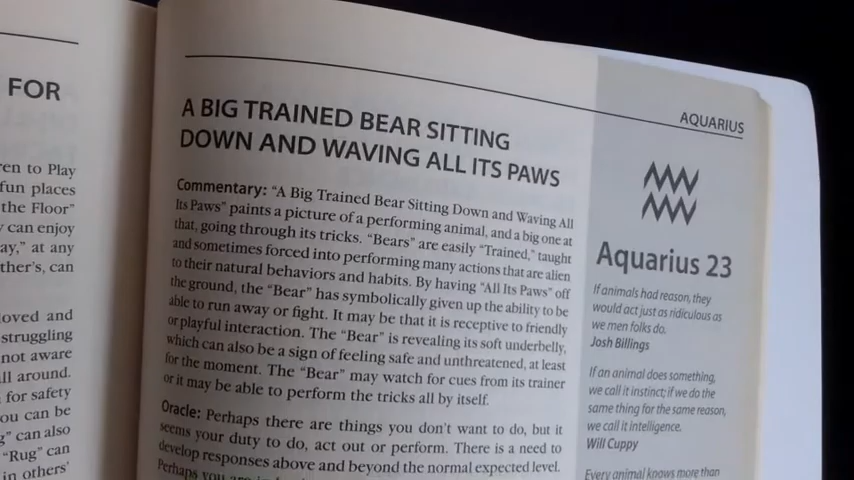 FOR
en to Play
fun places
the Floor"
can enjoy
ay," at any
ther's, can
oved and
struggling
not aware
ll around.
for safety
ou can be
g" can also
"Rug" can
in others'
A BIG TRAINED BEAR SITTING
DOWN AND WAVING ALL ITS PAWS
Commentary: "A Big Trained Bear Sitting Down and Waving All
Its Paws" paints a picture of a performing animal, and a big one at
that, going through its tricks. "Bears" are easily "Trained," taught
and sometimes forced into performing many actions that are alien
to their natural behaviors and habits. By having "All Its Paws" off
the ground, the "Bear" has symbolically given up the ability to be
able to run away or fight. It may be that it is receptive to friendly
or playful interaction. The "Bear" is revealing its soft underbelly,
which can also be a sign of feeling safe and unthreatened, at least
for the moment. The "Bear" may watch for cues from its trainer
or it may be able to perform the tricks all by itself.
Oracle: Perhaps there are things you don't want to do, but it
seems your duty to do, act out or perform. There is a need to
develop responses above and beyond the normal expected level.
Perhaps you are
AQUARIUS
Aquarius 23
If animals had reason, they
would act just as ridiculous as
we men folks do.
Josh Billings
If an animal does something,
we call it instinct; if we do the
same thing for the same reason,
we call it intelligence.
Will Cuppy
Every animal knows more than